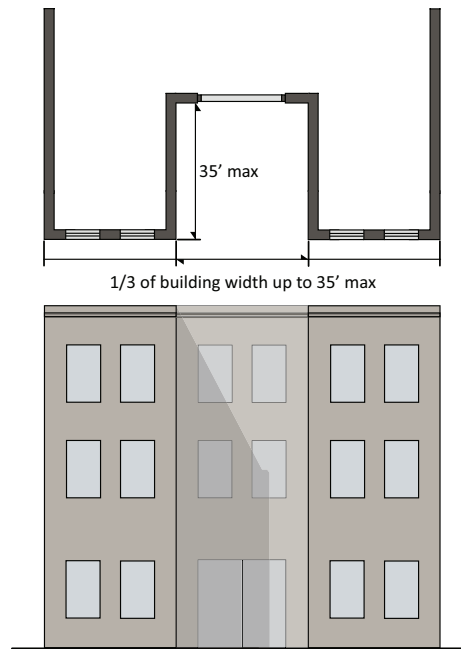 35’ max
1/3 of building width up to 35’ max